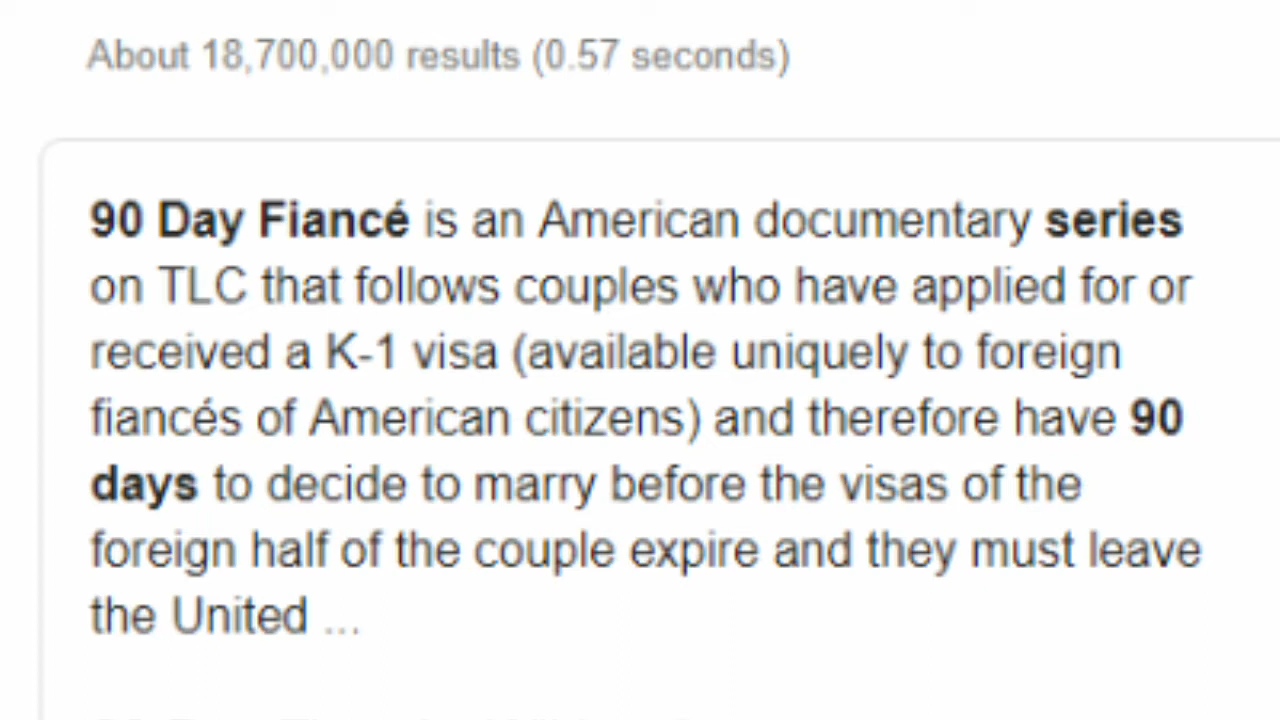 About 18,700,000 results (0.57 seconds)
90 Day Fiancé is an American documentary series
on TLC that follows couples who have applied for or
received a K-1 visa (available uniquely to foreign
fiancés of American citizens) and therefore have 90
days to decide to marry before the visas of the
foreign half of the couple expire and they must leave
the United ...